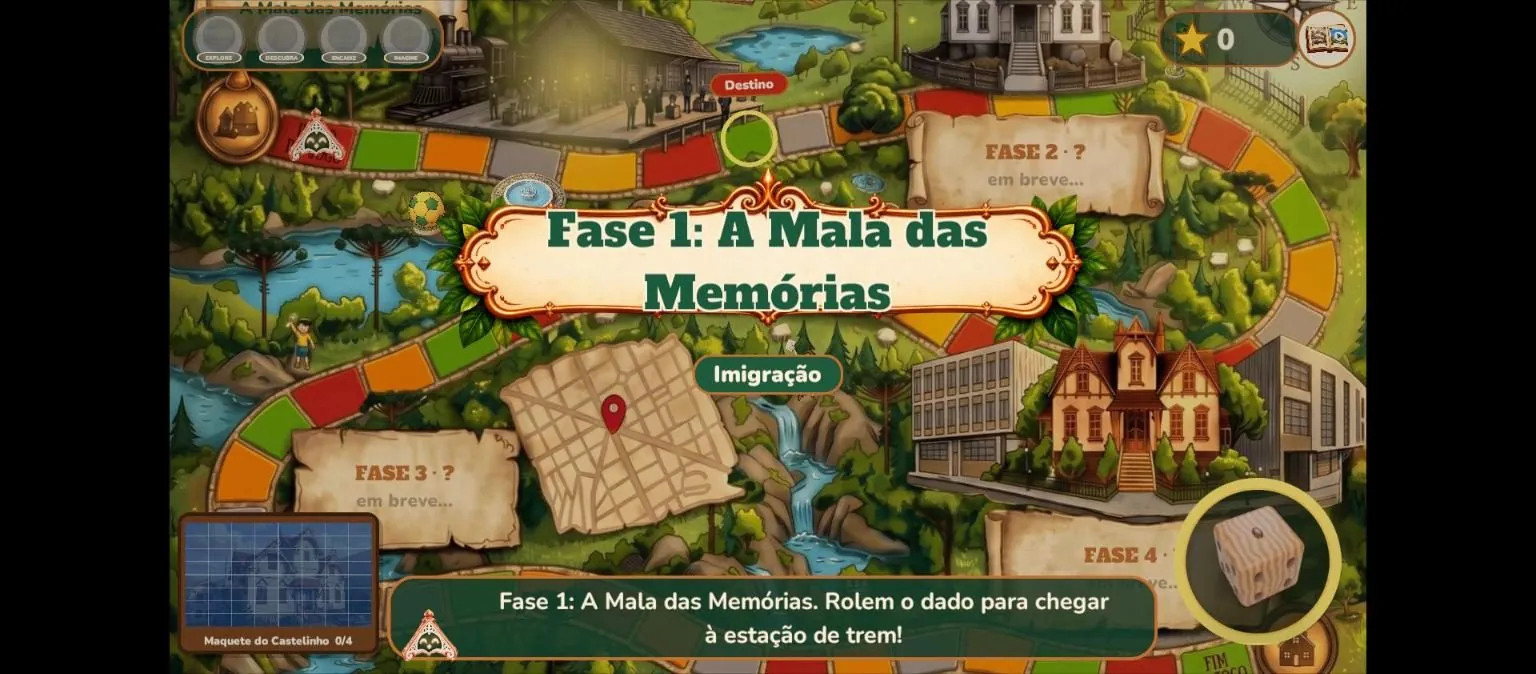 A Mala das Memórias
EXPLORE
DESCUBRA
ENCAIXE
IMAGINE
W
E
S
0
Destino
FASE 2 · ?
em breve...
Fase 1: A Mala das
Memórias
Imigração
FASE 3 · ?
em breve...
FASE 4 ·
Maquete do Castelinho 0/4
Fase 1: A Mala das Memórias. Rolem o dado para chegar
à estação de trem!
FIM